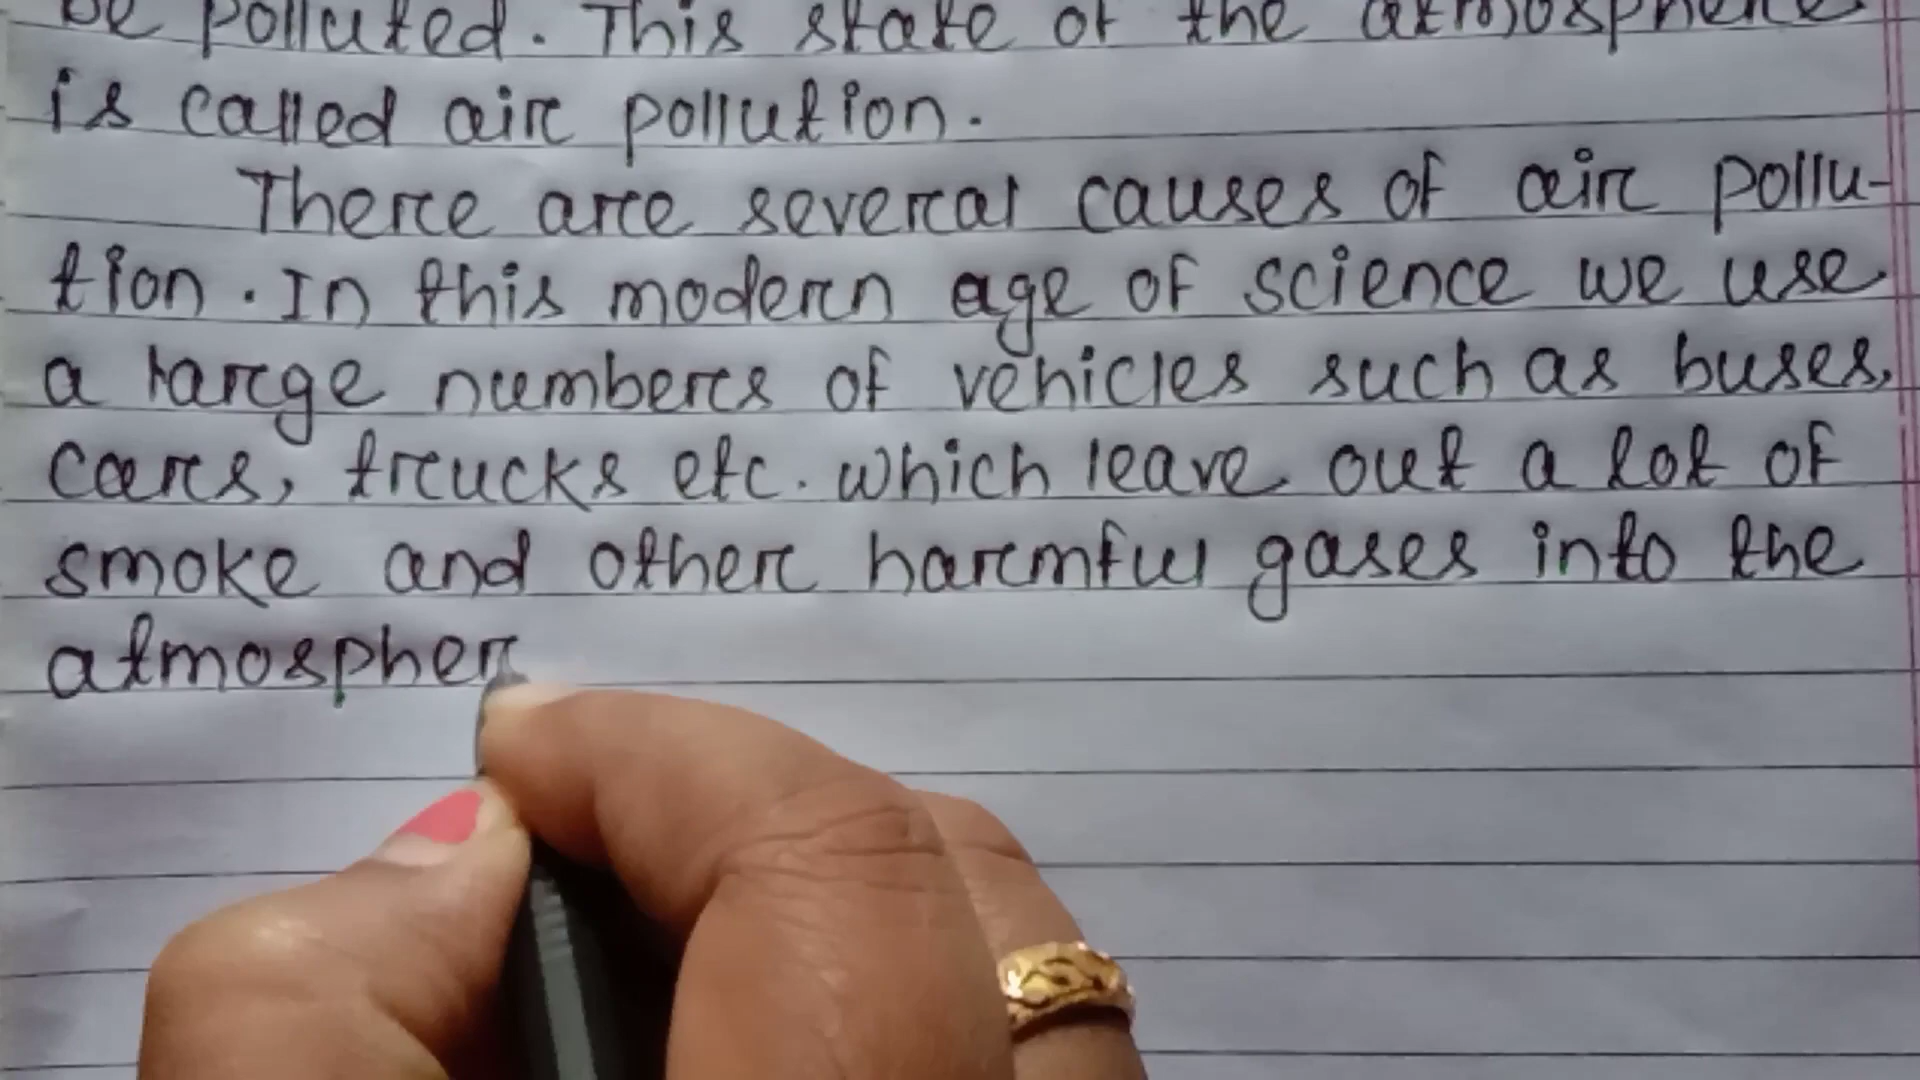 be polluted. This state of the atmosphere
is called air pollution.
There are several causes of air pollu-
tion. In this modern age of science we use
a large numbers of vehicles such as buses,
cars, trucks etc. which leave out a lot of
smoke and other harmful gases into the
atmospher